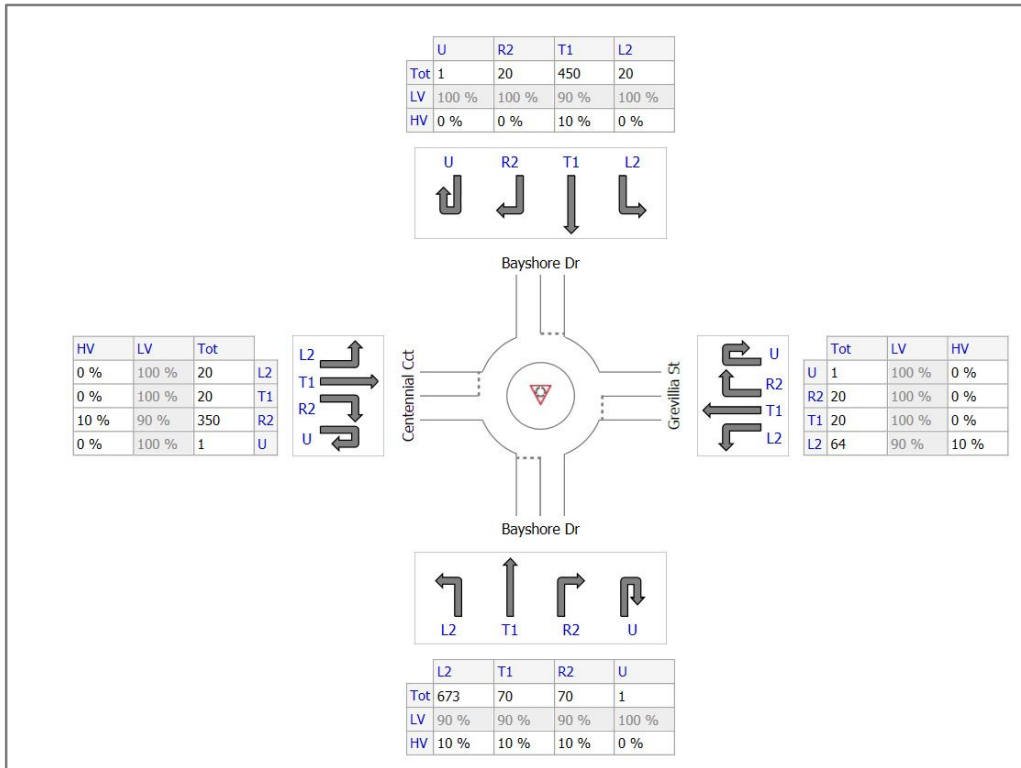 U R2 T1 L2
Tot 1 20 450 20
LV 100 % 100 % 90 % 100 %
HV 0 % 0 % 10 % 0 %
U R2 T1 L2
Bayshore Dr
HV LV Tot
0 % 100 % 20 L2
0 % 100 % 20 T1
10 % 90 % 350 R2
0 % 100 % 1 U
L2
T1
R2
U
Centennial Cct
Grevillia St
U
R2
T1
L2
Tot LV HV
U 1 100 % 0 %
R2 20 100 % 0 %
T1 20 100 % 0 %
L2 64 90 % 10 %
Bayshore Dr
L2 T1 R2 U
L2 T1 R2 U
Tot 673 70 70 1
LV 90 % 90 % 90 % 100 %
HV 10 % 10 % 10 % 0 %